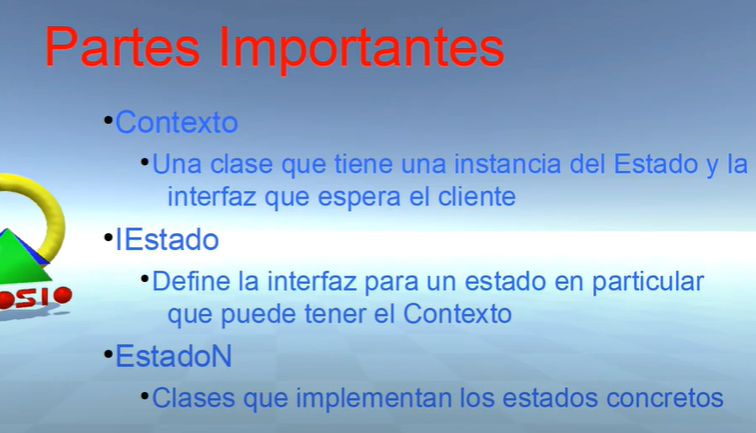 Partes Importantes
•Contexto
•Una clase que tiene una instancia del Estado y la
interfaz que espera el cliente
•IEstado
•Define la interfaz para un estado en particular
que puede tener el Contexto
•EstadoN
•Clases que implementan los estados concretos